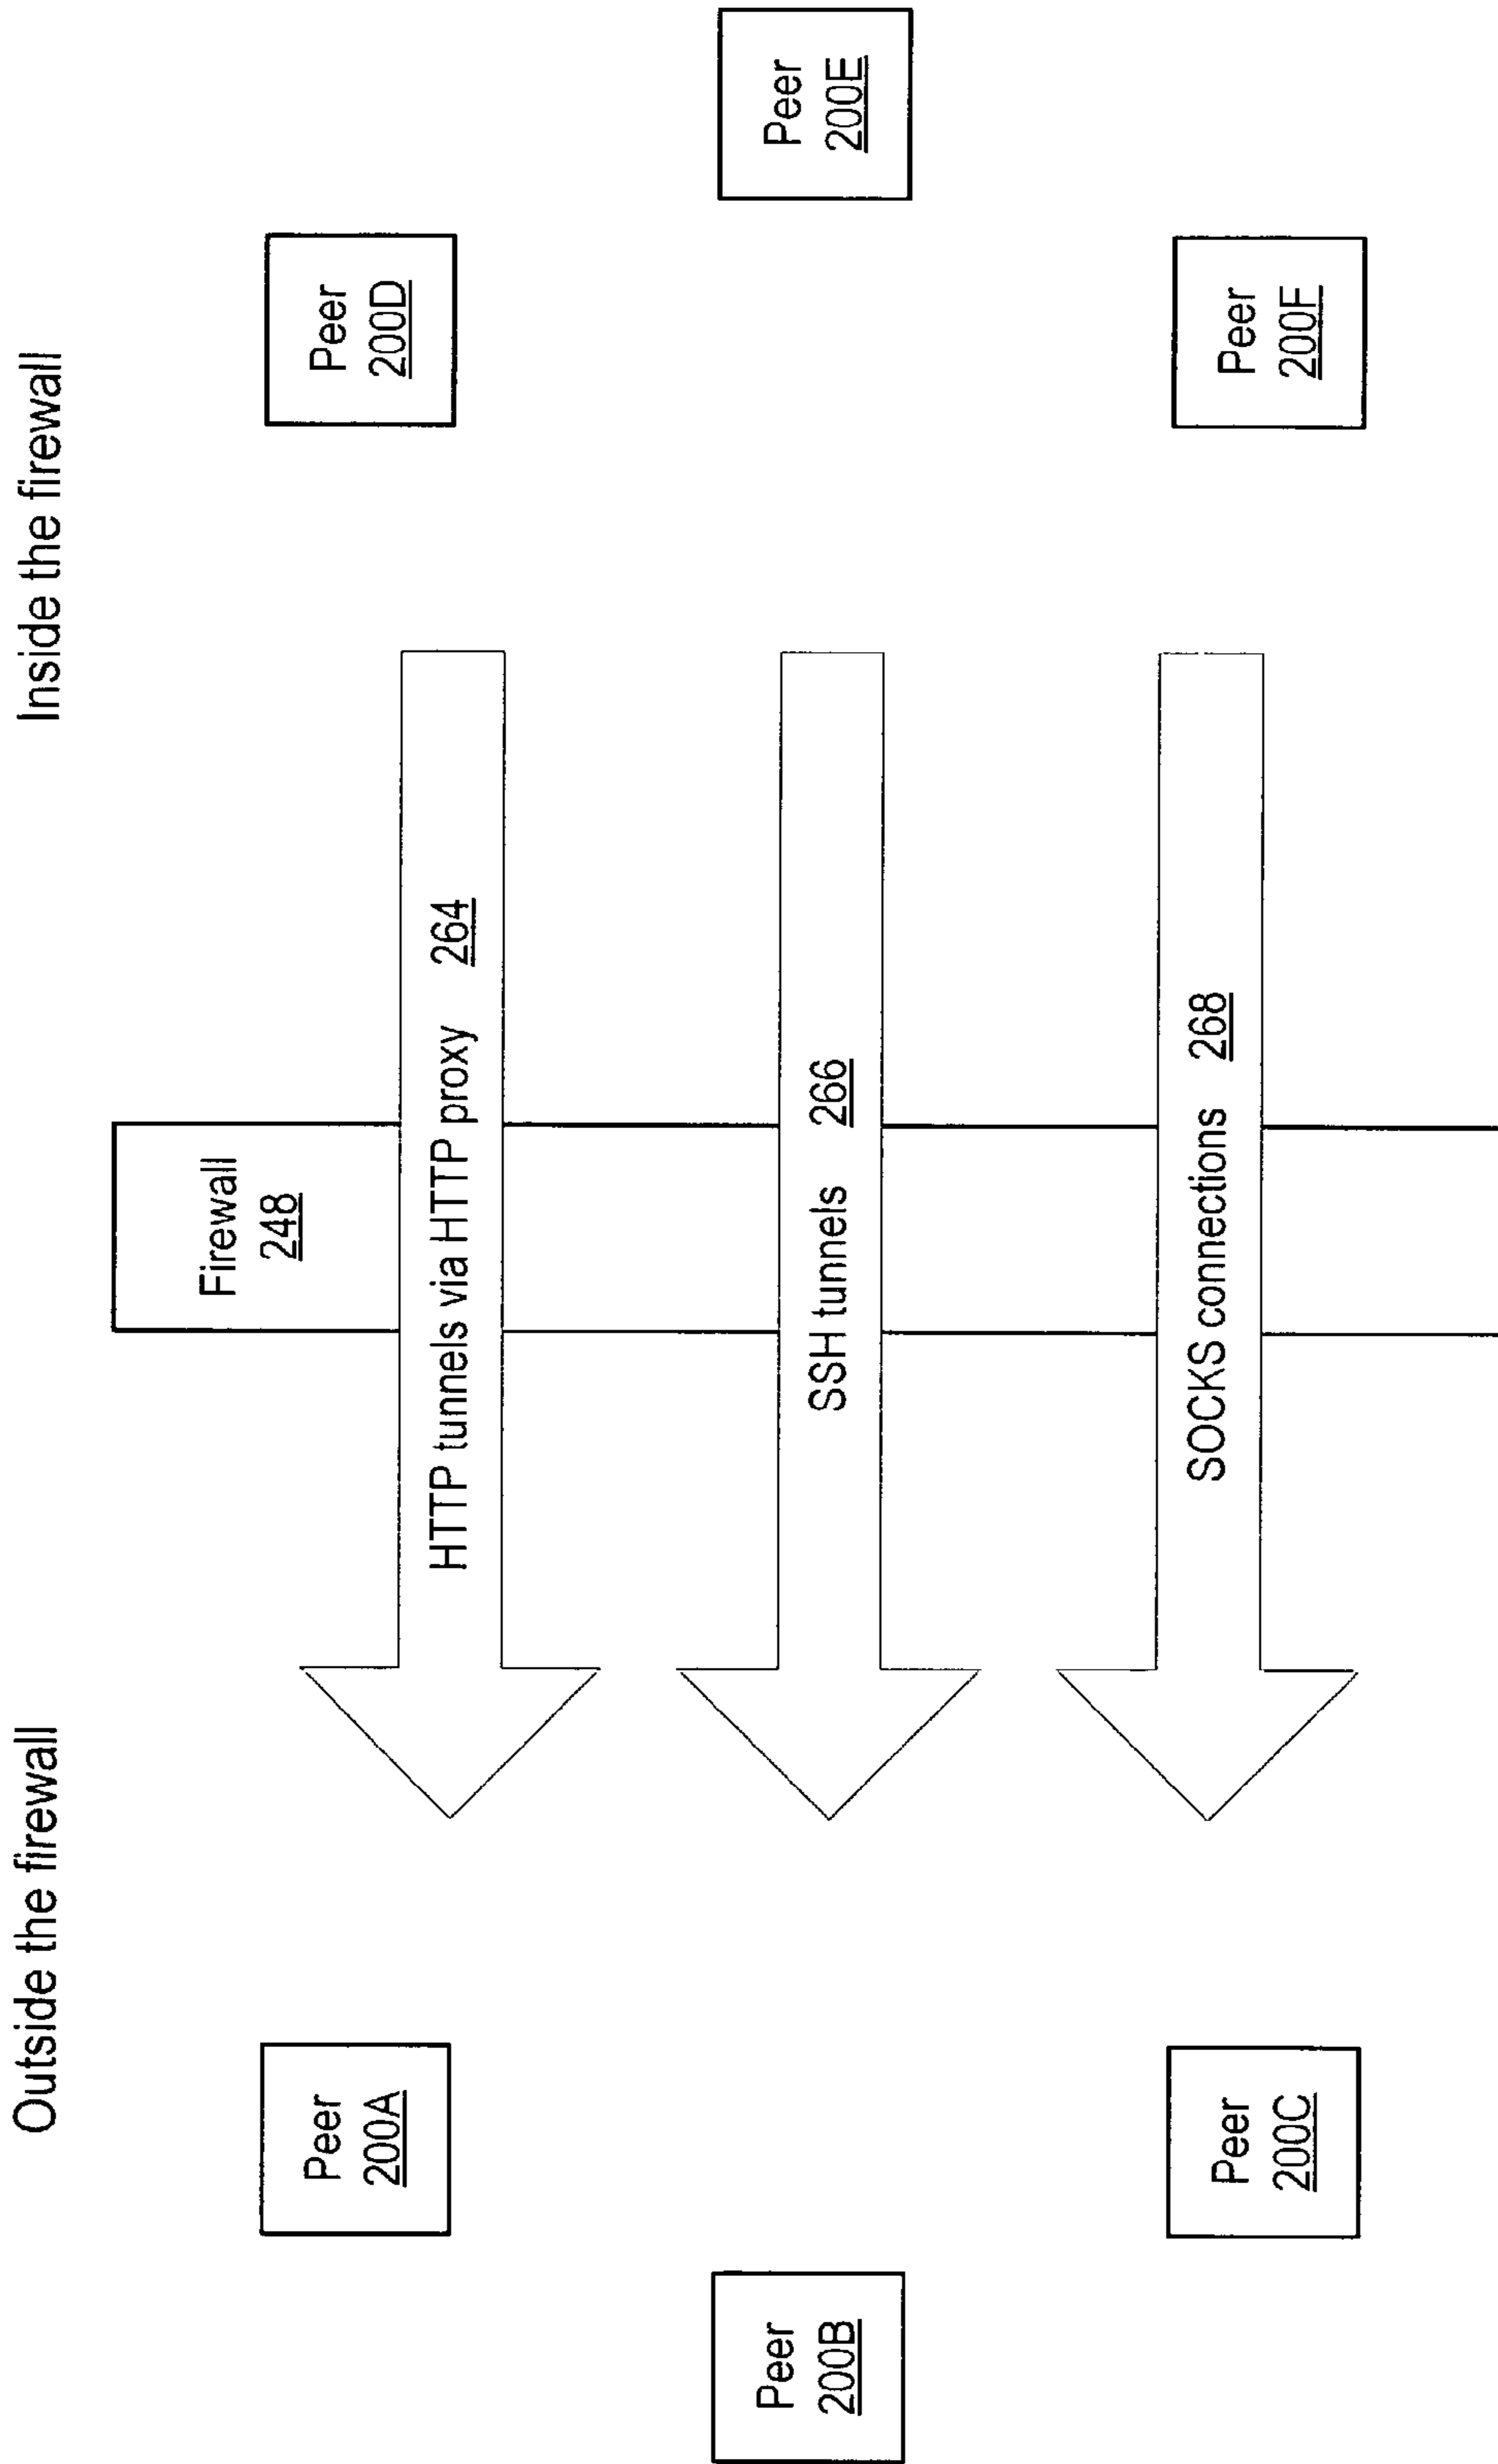 Outside the firewall
Inside the firewall
Firewall
248
Peer
200A
Peer
200D
HTTP tunnels via HTTP proxy 264
Peer
200B
SSH tunnels 266
Peer
200E
SOCKS connections 268
Peer
200C
Peer
200F